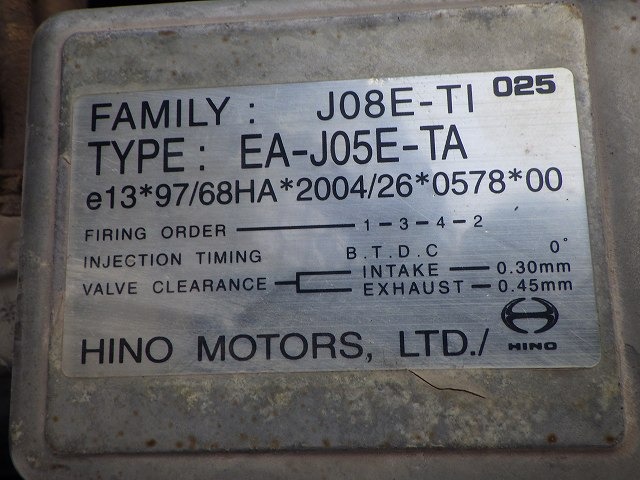 025
FAMILY : J08E-TI
TYPE : EA-J05E-TA
e13*97/68HA*2004/26*0578*00
FIRING ORDER 1-3-4-2
INJECTION TIMING B.T.D.C 0°
VALVE CLEARANCE INTAKE 0.30mm
EXHAUST 0.45mm
HINO MOTORS, LTD./
HINO